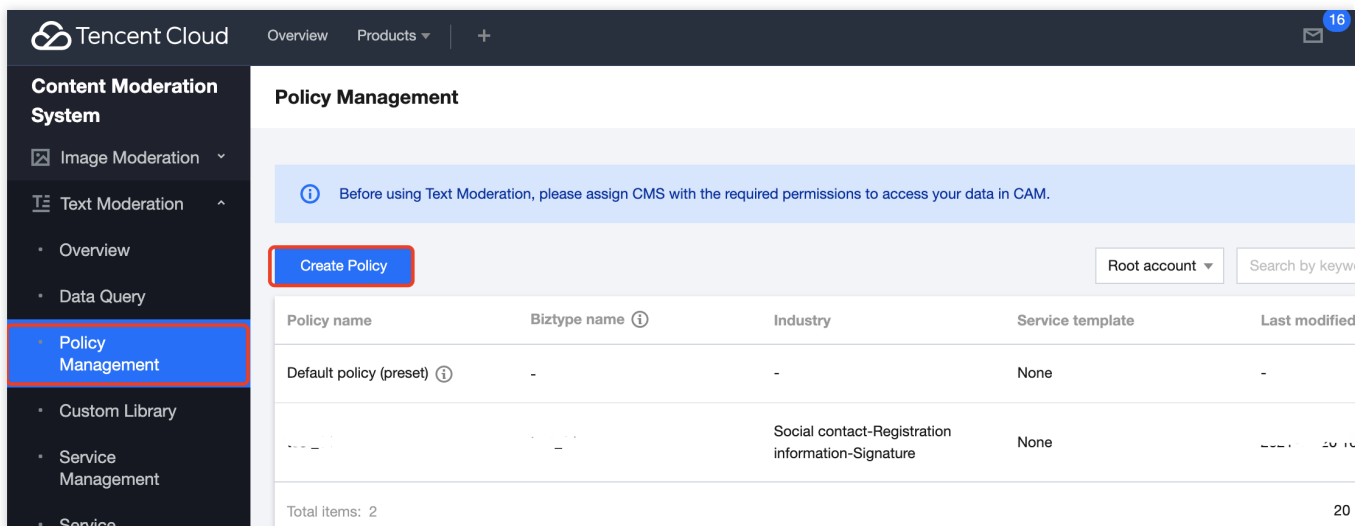 Tencent Cloud
Overview
Products
16
Content Moderation
System
Image Moderation
Text Moderation
Overview
Data Query
Policy
Management
Custom Library
Service
Management
Service
Policy Management
Before using Text Moderation, please assign CMS with the required permissions to access your data in CAM.
Create Policy
Root account
Search by keyw
Policy name Biztype name Industry Service template Last modified
Default policy (preset) - - None -
Social contact-Registration
information-Signature
None
Total items: 2
20